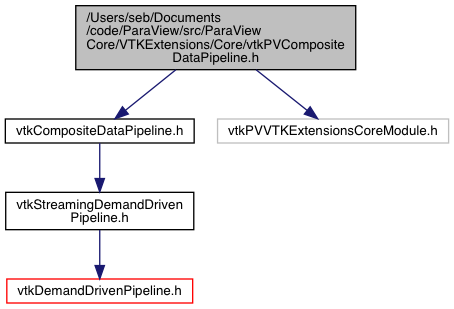 /Users/seb/Documents
/code/ParaView/src/ParaView
Core/VTKExtensions/Core/vtkPVComposite
DataPipeline.h
vtkCompositeDataPipeline.h
vtkPVVTKExtensionsCoreModule.h
vtkStreamingDemandDriven
Pipeline.h
vtkDemandDrivenPipeline.h